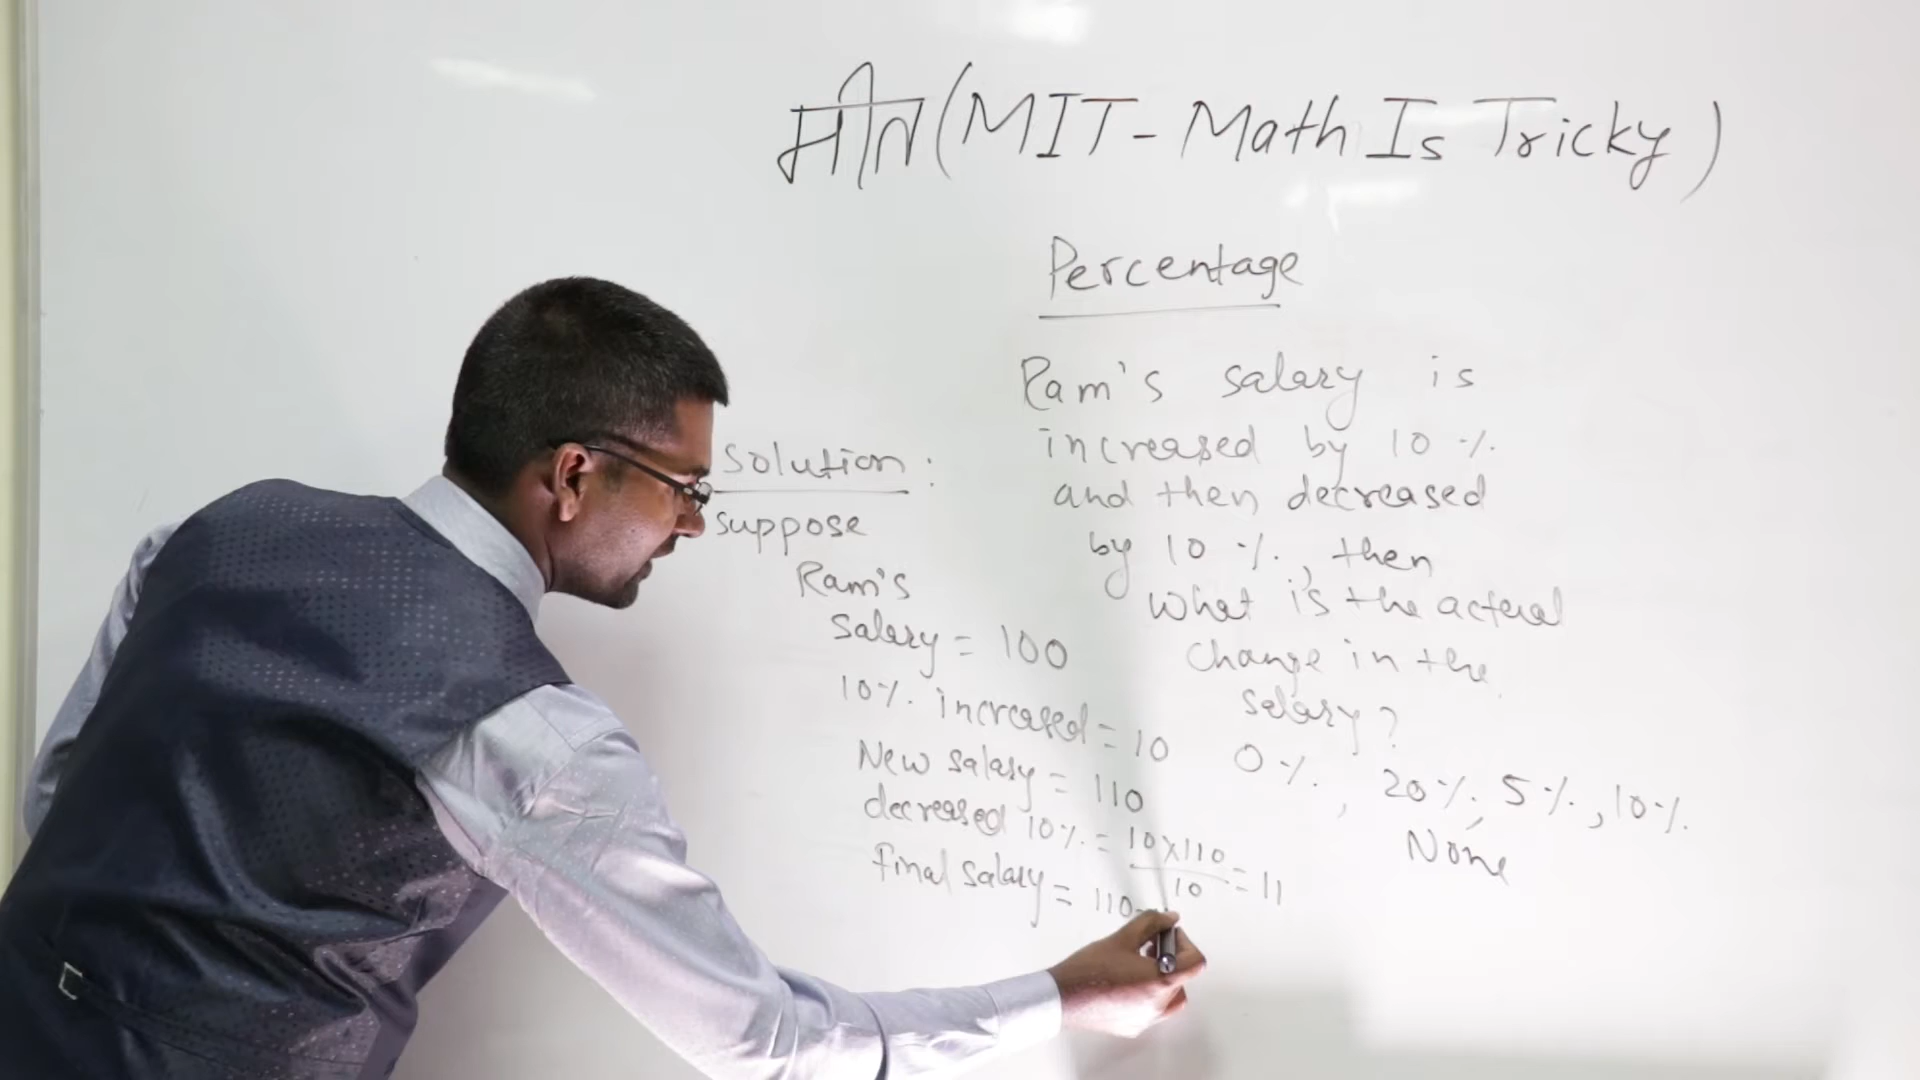 मीत (MIT - Math Is Tricky)
Percentage
Ram's salary is
increased by 10 %
and then decreased
by 10 %, then
what is the actual
change in the
salary?
0 %, 20 %, 5 %, 10 %
None
Solution :
suppose
Ram's
salary = 100
10% increased = 10
New salary = 110
decreased 10% = 10x110/10 = 11
final salary = 110-